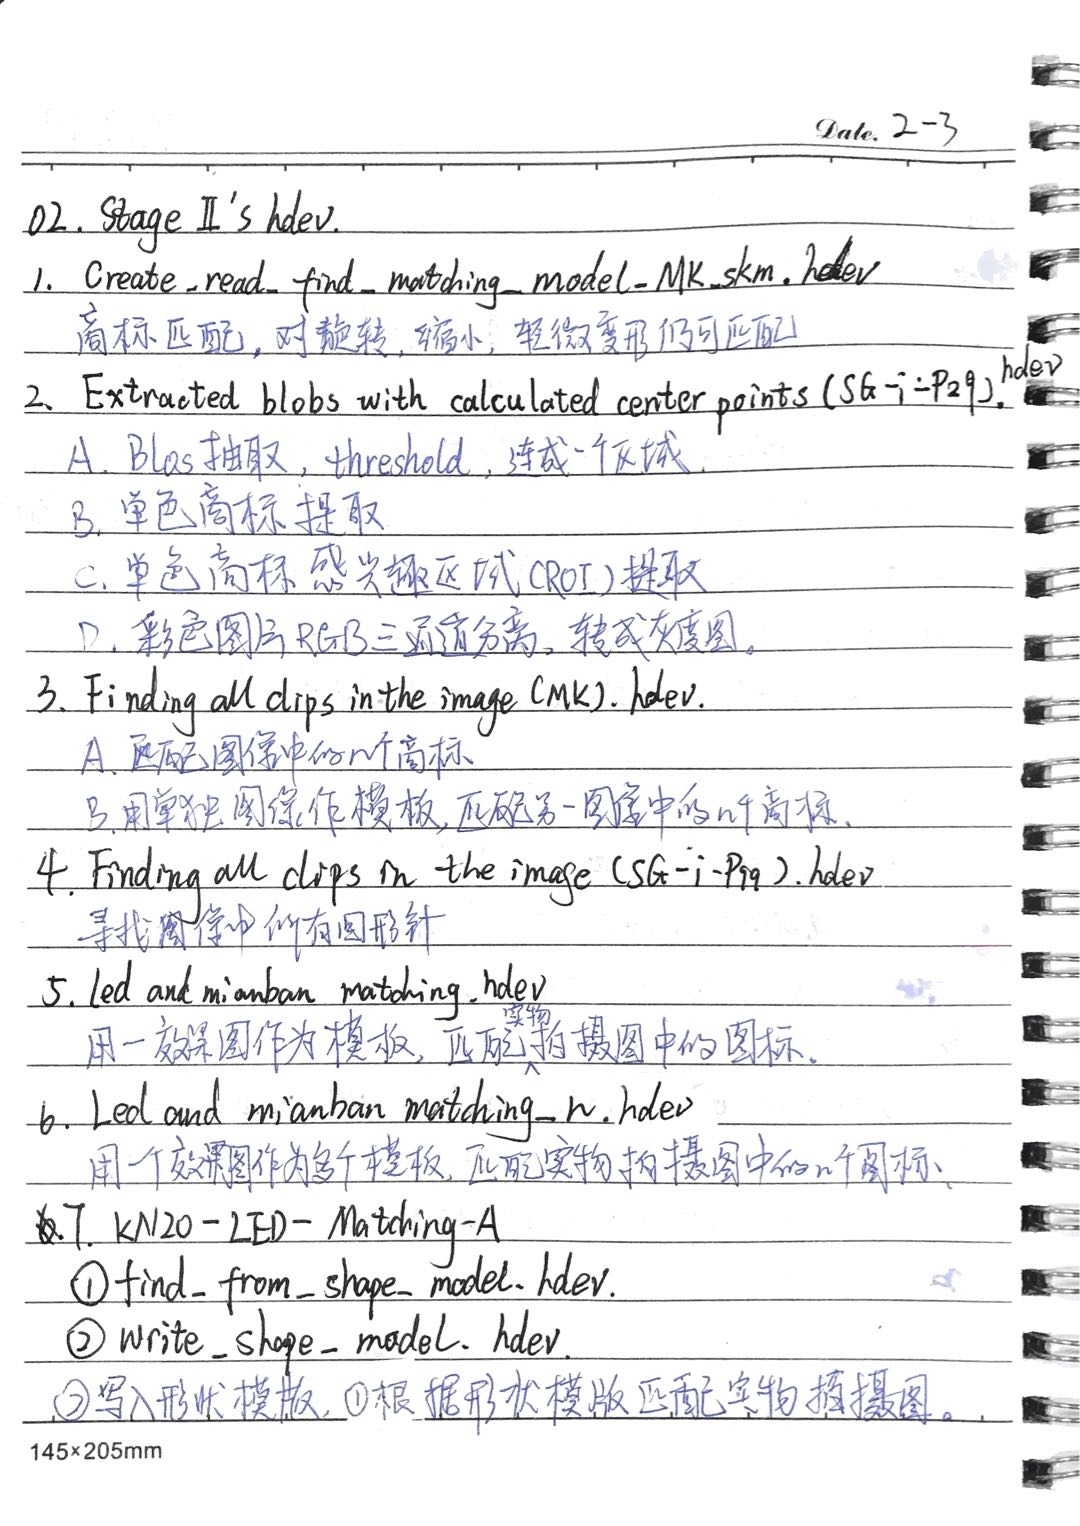 Date. 2-3
02. Stage Ⅱ's hdev.
1. Create_read_find_matching_model_MK_skm.hdev
商标匹配, 对旋转, 缩小, 轻微变形仍可匹配
2、Extracted blobs with calculated center points (SG-i-P29).hdev
A. Blos抽取, threshold, 连成一个区域.
B. 单色商标提取
C. 单色商标感兴趣区域(ROI)提取
D. 彩色图片RGB三通道分离, 转成灰度图。
3. Finding all clips in the image (MK).hdev.
A. 匹配图像中的n个商标
B. 用单独图像作模板, 匹配另一图像中的n个商标.
4. Finding all clips in the image (SG-i-P19).hdev
寻找图像中所有回形针
5. led and mianban matching.hdev
用一效果图作为模板, 匹配实物拍摄图中的图标.
6. Led and mianban matching_n.hdev
用一个效果图作为多个模板, 匹配实物拍摄图中的n个图标、
7. KN20-LED-Matching-A
① find_from_shape_model.hdev.
② write_shape_model.hdev.
②写入形状模版, ①根据形状模版匹配实物摄图。
145×205mm